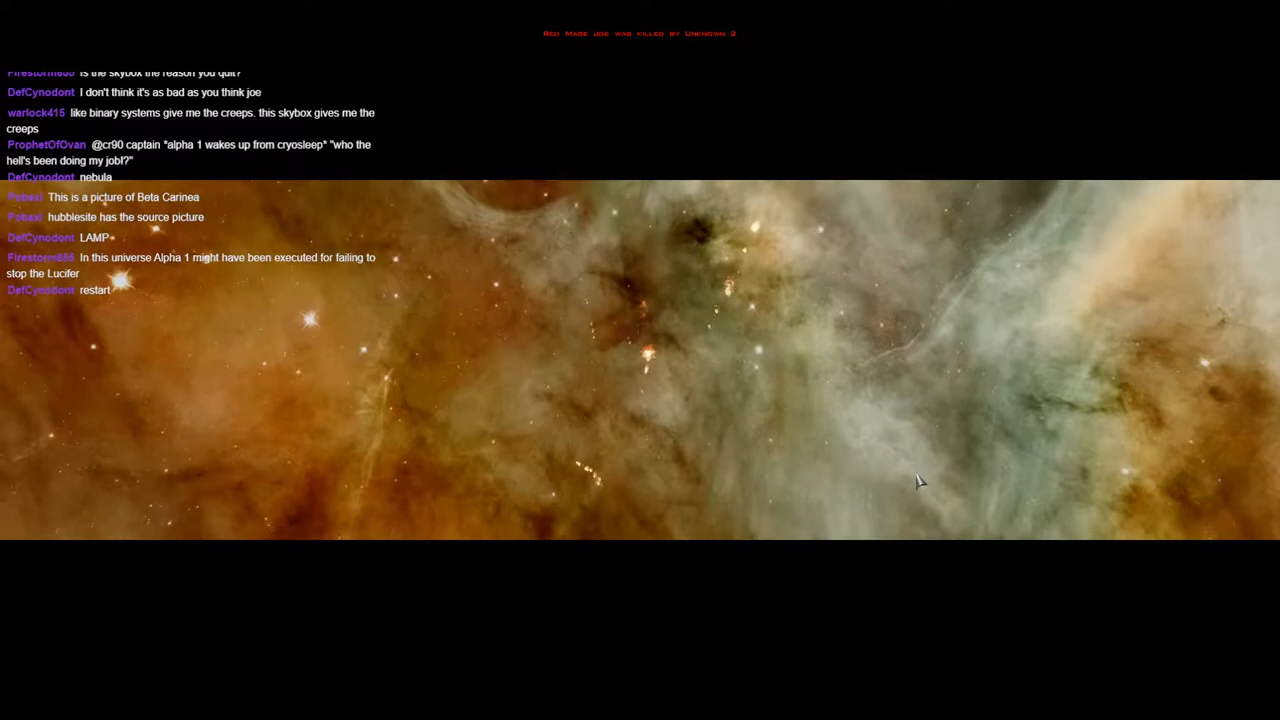 Red Mage Joe was killed by Unknown 2
Firestorm885 Is the skybox the reason you quit?
DefCynodont I don't think it's as bad as you think joe
warlock415 like binary systems give me the creeps. this skybox gives me the
creeps
ProphetOfOvan @cr90 captain *alpha 1 wakes up from cryosleep* "who the
hell's been doing my job!?"
DefCynodont nebula
Pobaxi This is a picture of Beta Carinea
hubblesite has the source picture
DefCynodont LAMP
Firestorm885 In this universe Alpha 1 might have been executed for failing to
stop the Lucifer
DefCynodont restart